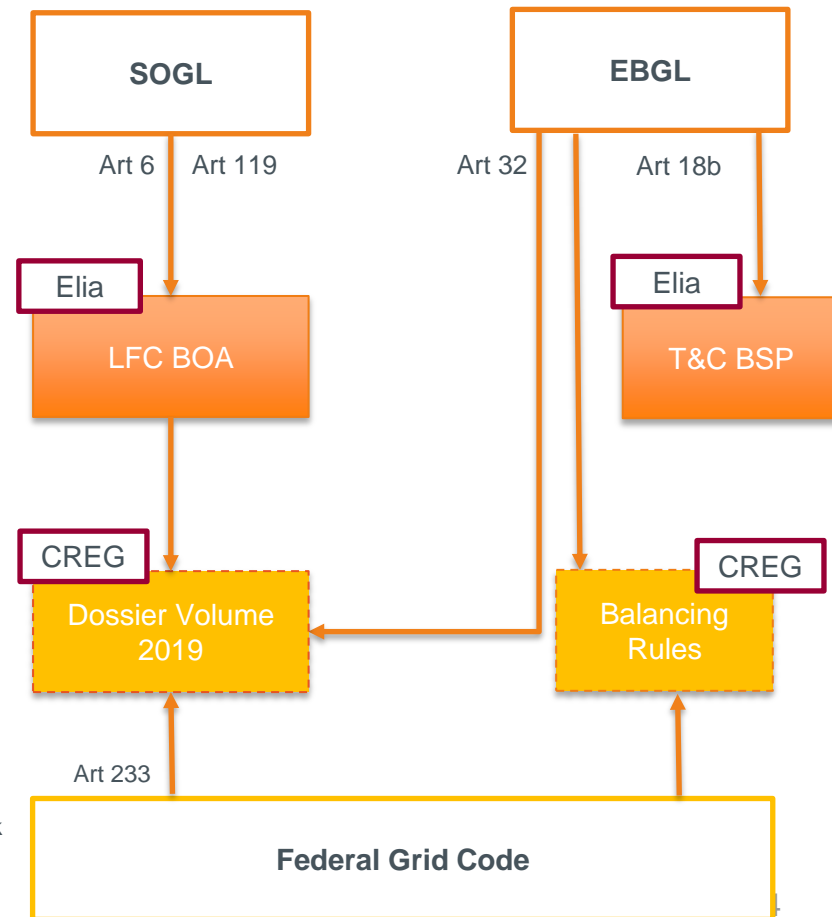 SOGL
EBGL
Art 6
Art 119
Art 32
Art 18b
Elia
Elia
LFC BOA
T&C BSP
CREG
CREG
Dossier Volume
2019
Balancing
Rules
Art 233
Federal Grid Code